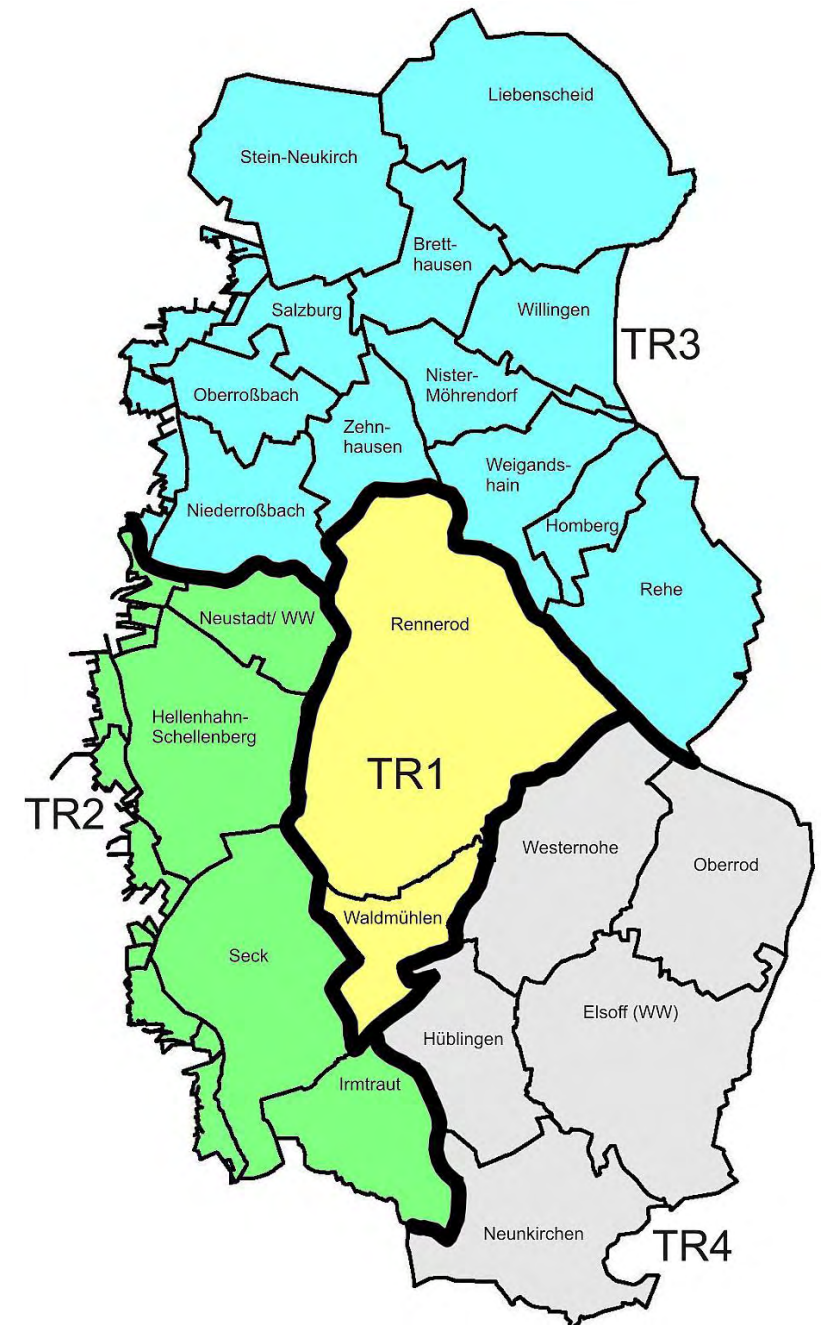 Liebenscheid
Stein-Neukirch
Brett-
hausen
Salzburg
Willingen
TR3
Nister-
Möhrendorf
Oberroßbach
Zehn-
hausen
Weigands-
hain
Niederroßbach
Homberg
Rehe
Neustadt/ WW
Rennerod
Hellenhahn-
Schellenberg
TR1
TR2
Westernohe
Oberrod
Waldmühlen
Seck
Elsoff (WW)
Hüblingen
Irmtraut
Neunkirchen
TR4